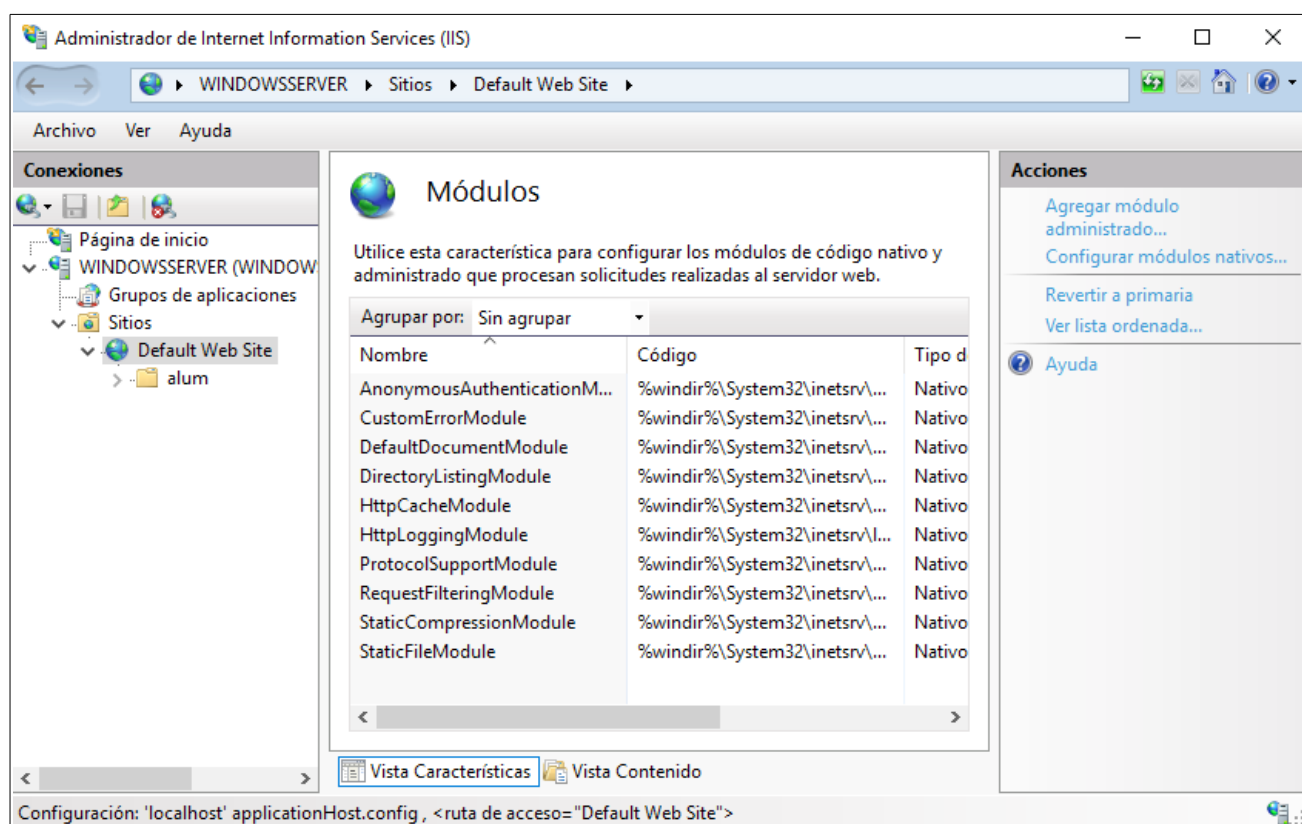 Administrador de Internet Information Services (IIS)
WINDOWSSERVER Sitios Default Web Site
Archivo Ver Ayuda
Conexiones
Página de inicio
WINDOWSSERVER (WINDOW
Grupos de aplicaciones
Sitios
Default Web Site
alum
Módulos
Utilice esta característica para configurar los módulos de código nativo y
administrado que procesan solicitudes realizadas al servidor web.
Agrupar por: Sin agrupar
Nombre Código Tipo d
AnonymousAuthenticationM... %windir%\System32\inetsrv\... Nativo
CustomErrorModule %windir%\System32\inetsrv\... Nativo
DefaultDocumentModule %windir%\System32\inetsrv\... Nativo
DirectoryListingModule %windir%\System32\inetsrv\... Nativo
HttpCacheModule %windir%\System32\inetsrv\... Nativo
HttpLoggingModule %windir%\System32\inetsrv\l... Nativo
ProtocolSupportModule %windir%\System32\inetsrv\... Nativo
RequestFilteringModule %windir%\System32\inetsrv\... Nativo
StaticCompressionModule %windir%\System32\inetsrv\... Nativo
StaticFileModule %windir%\System32\inetsrv\... Nativo
Vista Características Vista Contenido
Acciones
Agregar módulo
administrado...
Configurar módulos nativos...
Revertir a primaria
Ver lista ordenada...
Ayuda
Configuración: 'localhost' applicationHost.config , <ruta de acceso="Default Web Site">